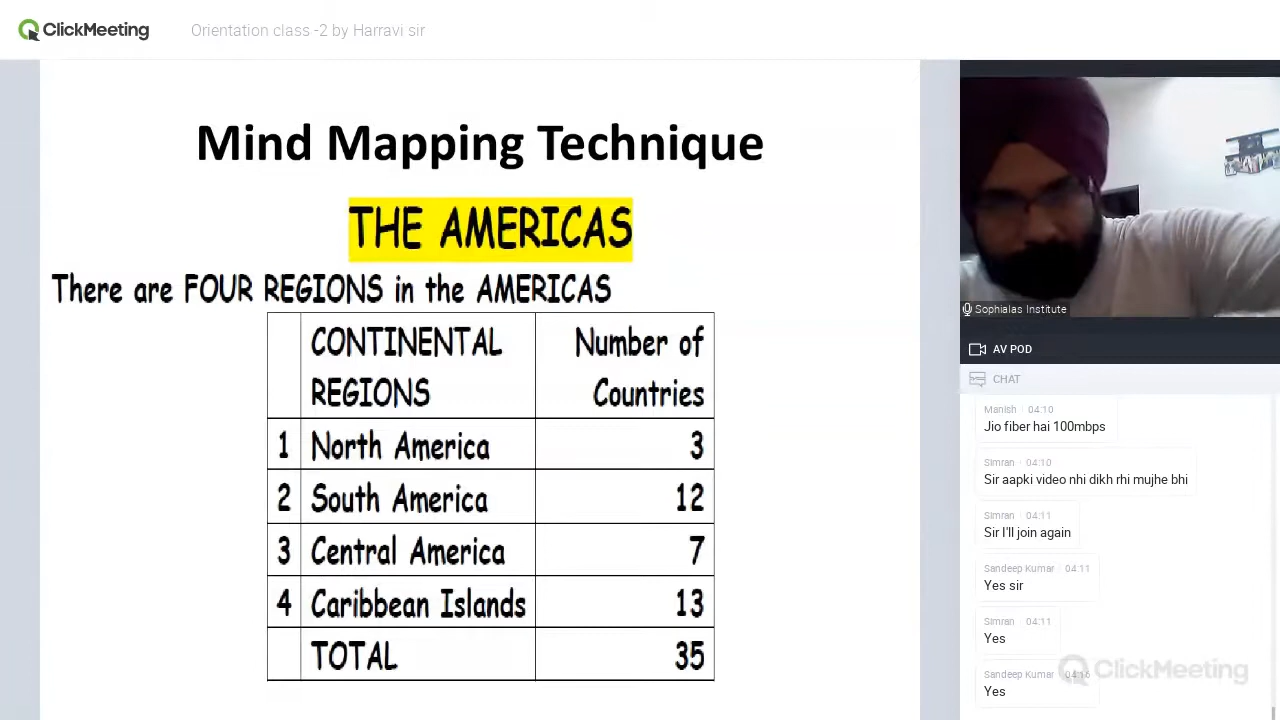 ClickMeeting
Orientation class -2 by Harravi sir
Mind Mapping Technique
THE AMERICAS
There are FOUR REGIONS in the AMERICAS
CONTINENTAL REGIONS Number of Countries
1 North America 3
2 South America 12
3 Central America 7
4 Caribbean Islands 13
TOTAL 35
Sophialas Institute
AV POD
CHAT
Manish · 04:10
Jio fiber hai 100mbps
Simran · 04:10
Sir aapki video nhi dikh rhi mujhe bhi
Simran · 04:11
Sir I'll join again
Sandeep Kumar · 04:11
Yes sir
Simran · 04:11
Yes
Sandeep Kumar · 04:16
Yes
ClickMeeting